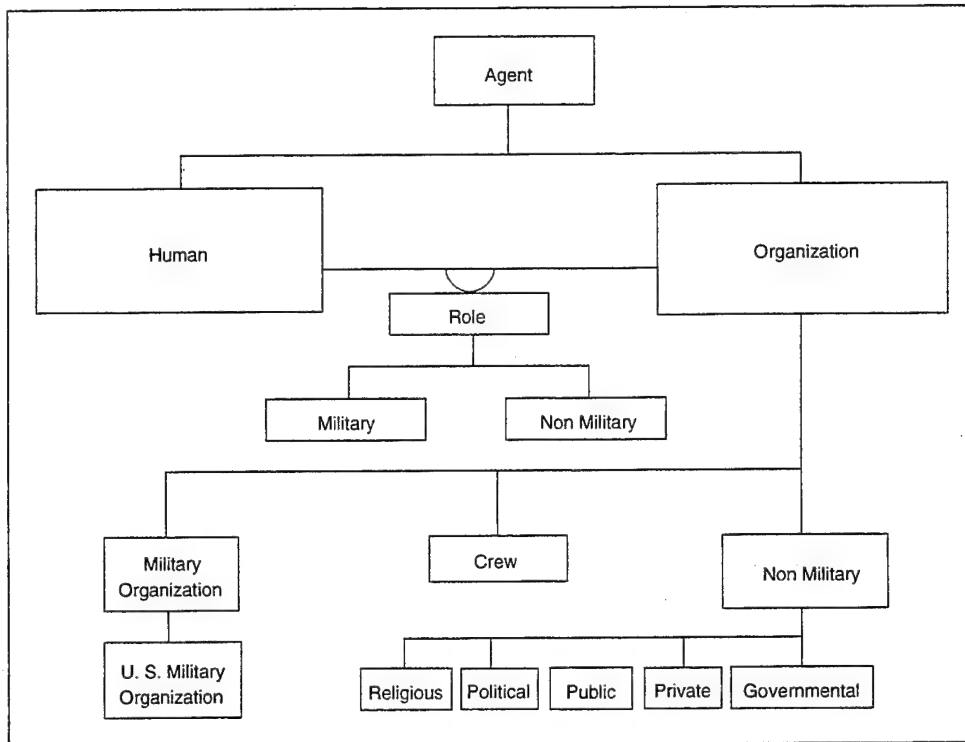 Agent
Human
Organization
Role
Military
Non Military
Military
Organization
Crew
Non Military
U. S. Military
Organization
Religious
Political
Public
Private
Governmental